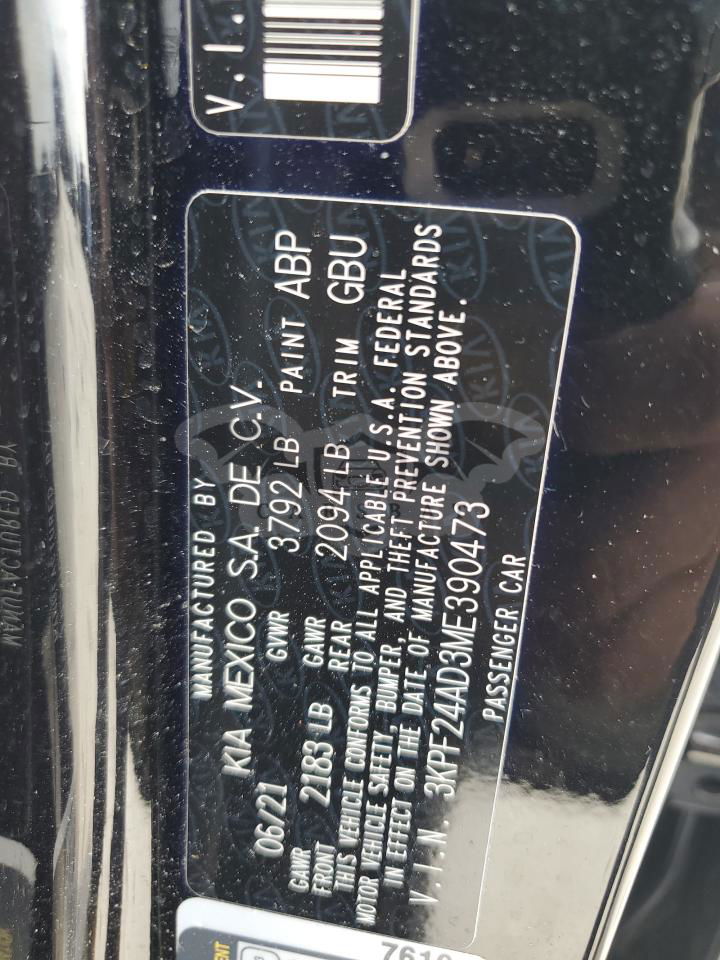 V.I.
MANUFACTURED BY
KIA MEXICO S.A. DE C.V.
06/21 GVWR 3792 LB PAINT ABP
GAWR FRONT 2183 LB GAWR REAR 2094 LB TRIM GBU
THIS VEHICLE CONFORMS TO ALL APPLICABLE U.S.A. FEDERAL
MOTOR VEHICLE SAFETY, BUMPER, AND THEFT PREVENTION STANDARDS
IN EFFECT ON THE DATE OF MANUFACTURE SHOWN ABOVE.
V.I.N. 3KPF24AD3ME390473
PASSENGER CAR
7610
MANUFACTURED BY